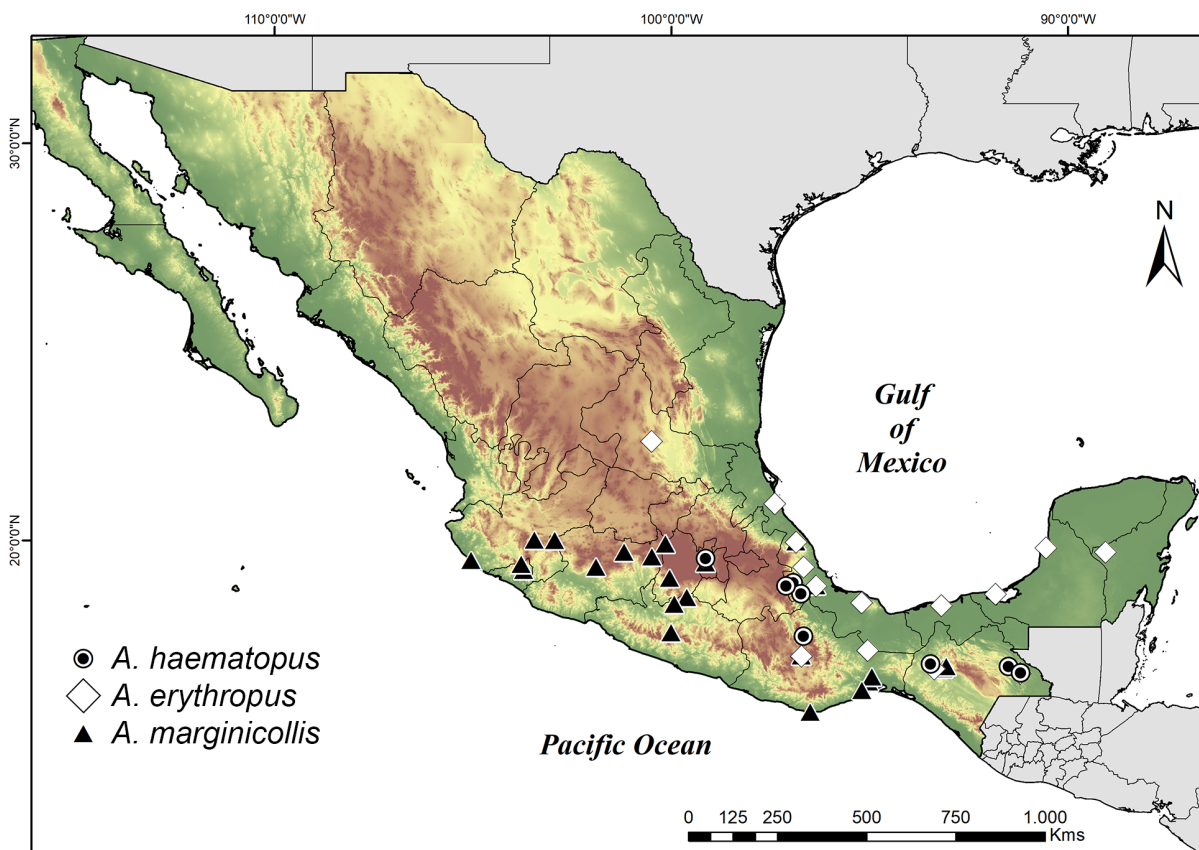 110°0'0"W
100°0'0"W
90°0'0"W
30°0'0"N
N
Gulf
of
Mexico
20°0'0"N
A. haematopus
A. erythropus
A. marginicollis
Pacific Ocean
0 125 250 500 750 1.000
Kms